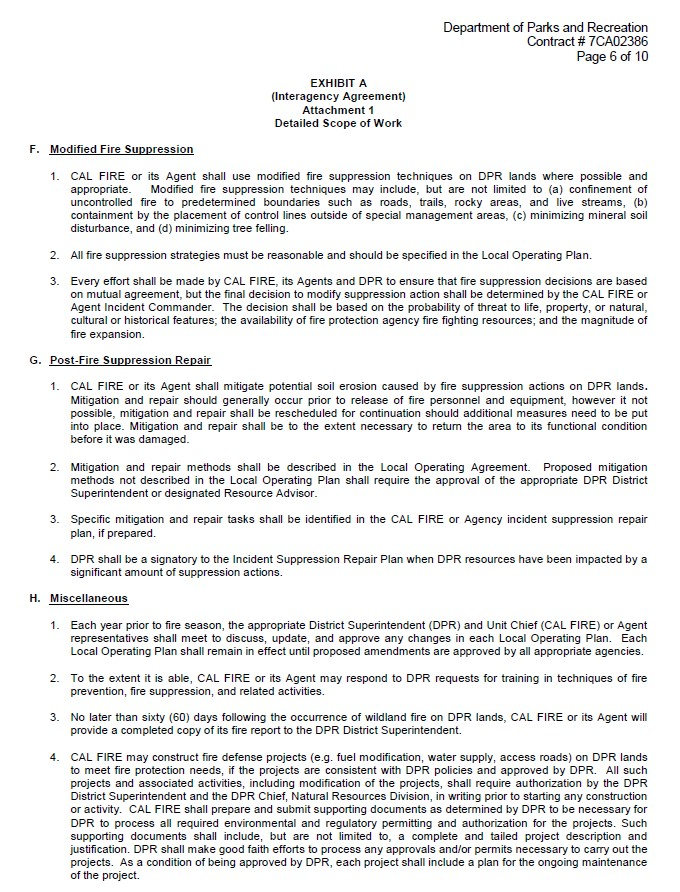 Department of Parks and Recreation
Contract # 7CA02386
Page 6 of 10
EXHIBIT A
(Interagency Agreement)
Attachment 1
Detailed Scope of Work
F. Modified Fire Suppression
1. CAL FIRE or its Agent shall use modified fire suppression techniques on DPR lands where possible and
appropriate. Modified fire suppression techniques may include, but are not limited to (a) confinement of
uncontrolled fire to predetermined boundaries such as roads, trails, rocky areas, and live streams, (b)
containment by the placement of control lines outside of special management areas, (c) minimizing mineral soil
disturbance, and (d) minimizing tree felling.
2. All fire suppression strategies must be reasonable and should be specified in the Local Operating Plan.
3. Every effort shall be made by CAL FIRE, its Agents and DPR to ensure that fire suppression decisions are based
on mutual agreement, but the final decision to modify suppression action shall be determined by the CAL FIRE or
Agent Incident Commander. The decision shall be based on the probability of threat to life, property, or natural,
cultural or historical features; the availability of fire protection agency fire fighting resources; and the magnitude of
fire expansion.
G. Post-Fire Suppression Repair
1. CAL FIRE or its Agent shall mitigate potential soil erosion caused by fire suppression actions on DPR lands.
Mitigation and repair should generally occur prior to release of fire personnel and equipment, however it not
possible, mitigation and repair shall be rescheduled for continuation should additional measures need to be put
into place. Mitigation and repair shall be to the extent necessary to return the area to its functional condition
before it was damaged.
2. Mitigation and repair methods shall be described in the Local Operating Agreement. Proposed mitigation
methods not described in the Local Operating Plan shall require the approval of the appropriate DPR District
Superintendent or designated Resource Advisor.
3. Specific mitigation and repair tasks shall be identified in the CAL FIRE or Agency incident suppression repair
plan, if prepared.
4. DPR shall be a signatory to the Incident Suppression Repair Plan when DPR resources have been impacted by a
significant amount of suppression actions.
H. Miscellaneous
1. Each year prior to fire season, the appropriate District Superintendent (DPR) and Unit Chief (CAL FIRE) or Agent
representatives shall meet to discuss, update, and approve any changes in each Local Operating Plan. Each
Local Operating Plan shall remain in effect until proposed amendments are approved by all appropriate agencies.
2. To the extent it is able, CAL FIRE or its Agent may respond to DPR requests for training in techniques of fire
prevention, fire suppression, and related activities.
3. No later than sixty (60) days following the occurrence of wildland fire on DPR lands, CAL FIRE or its Agent will
provide a completed copy of its fire report to the DPR District Superintendent.
4. CAL FIRE may construct fire defense projects (e.g. fuel modification, water supply, access roads) on DPR lands
to meet fire protection needs, if the projects are consistent with DPR policies and approved by DPR. All such
projects and associated activities, including modification of the projects, shall require authorization by the DPR
District Superintendent and the DPR Chief, Natural Resources Division, in writing prior to starting any construction
or activity. CAL FIRE shall prepare and submit supporting documents as determined by DPR to be necessary for
DPR to process all required environmental and regulatory permitting and authorization for the projects. Such
supporting documents shall include, but are not limited to, a complete and tailed project description and
justification. DPR shall make good faith efforts to process any approvals and/or permits necessary to carry out the
projects. As a condition of being approved by DPR, each project shall include a plan for the ongoing maintenance
of the project.